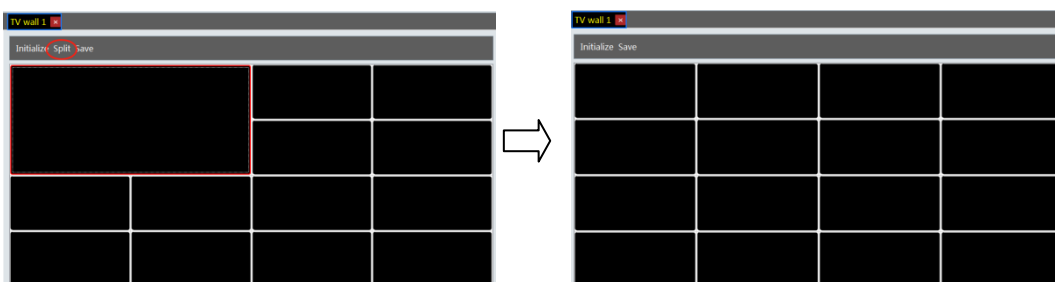 TV wall 1
Initialize Split Save
TV wall 1
Initialize Save